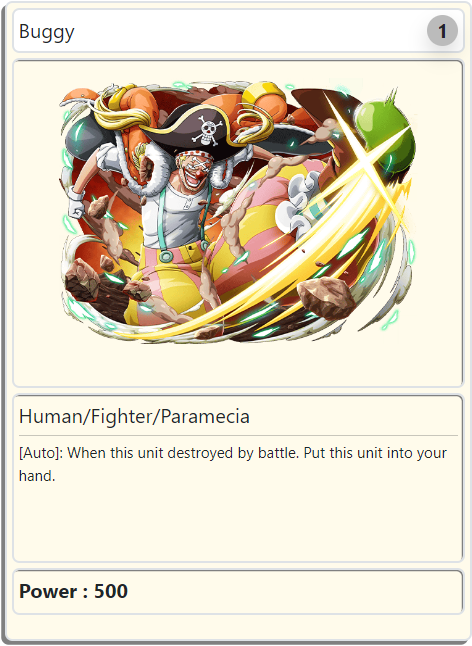 Buggy
1
Human/Fighter/Paramecia
[Auto]: When this unit destroyed by battle. Put this unit into your
hand.
Power : 500